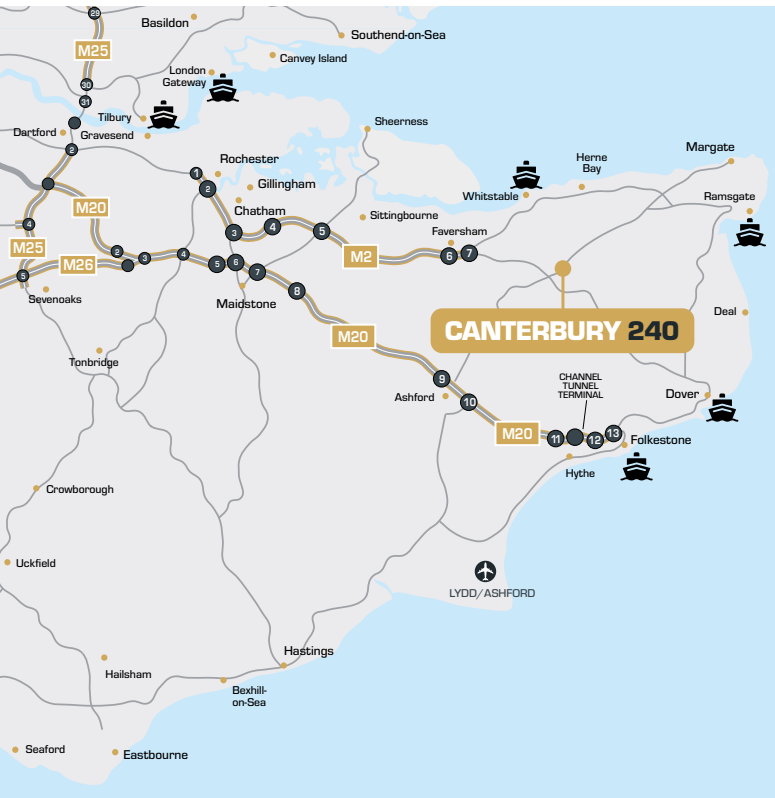 29
Basildon
Southend-on-Sea
M25
Canvey Island
London
Gateway
30
31
Tilbury
Dartford
Gravesend
Sheerness
2
Rochester
1
Gillingham
2
Chatham
M20
Margate
Herne
Bay
Whitstable
Ramsgate
Sittingbourne
4
3
4
5
Faversham
M25
M26
2
3
4
5
6
7
M2
6
7
5
Sevenoaks
Maidstone
8
Deal
CANTERBURY 240
M20
Tonbridge
9
CHANNEL
TUNNEL
TERMINAL
Ashford
10
Dover
M20
11
12
13
Folkestone
Hythe
Crowborough
Uckfield
LYDD/ASHFORD
Hastings
Hailsham
Bexhill-
on-Sea
Seaford
Eastbourne